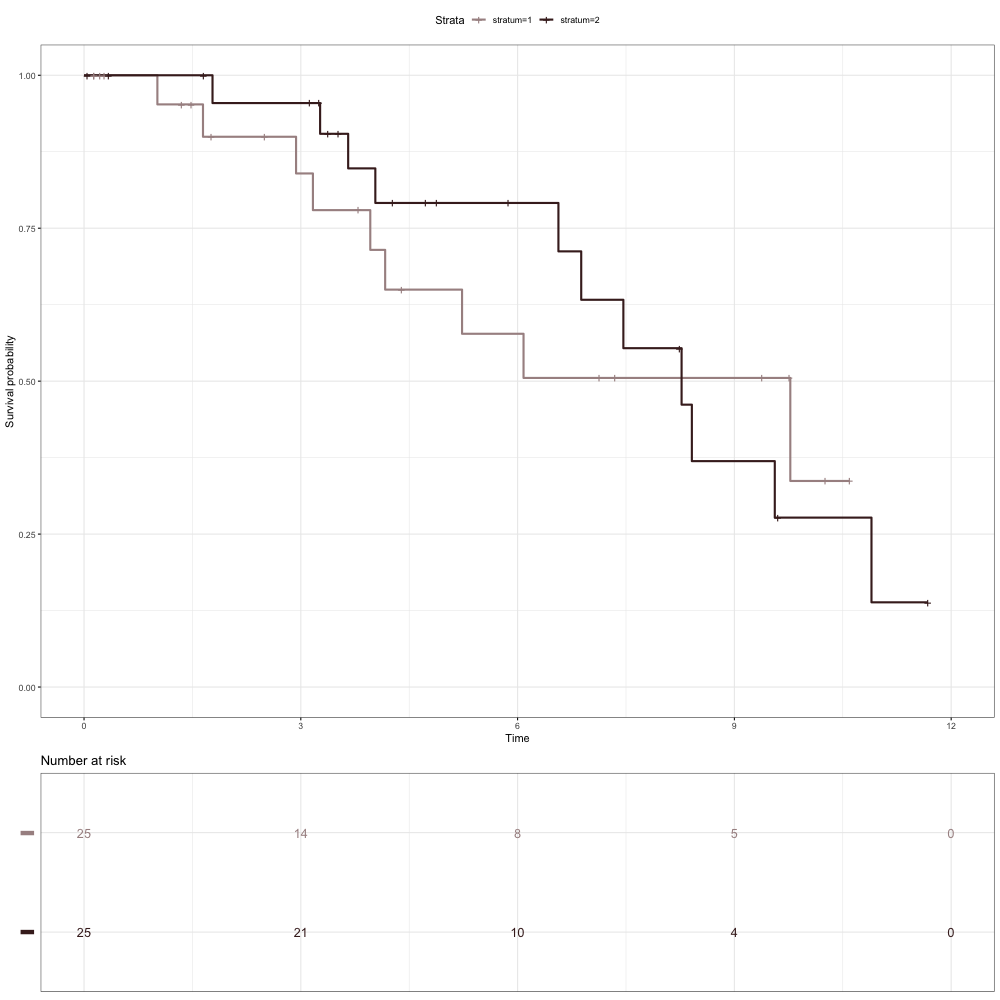 Strata stratum=1 stratum=2
Survival probability
1.00
0.75
0.50
0.25
0.00
0 3 6 9 12
Time
Number at risk
25 14 8 5 0
25 21 10 4 0